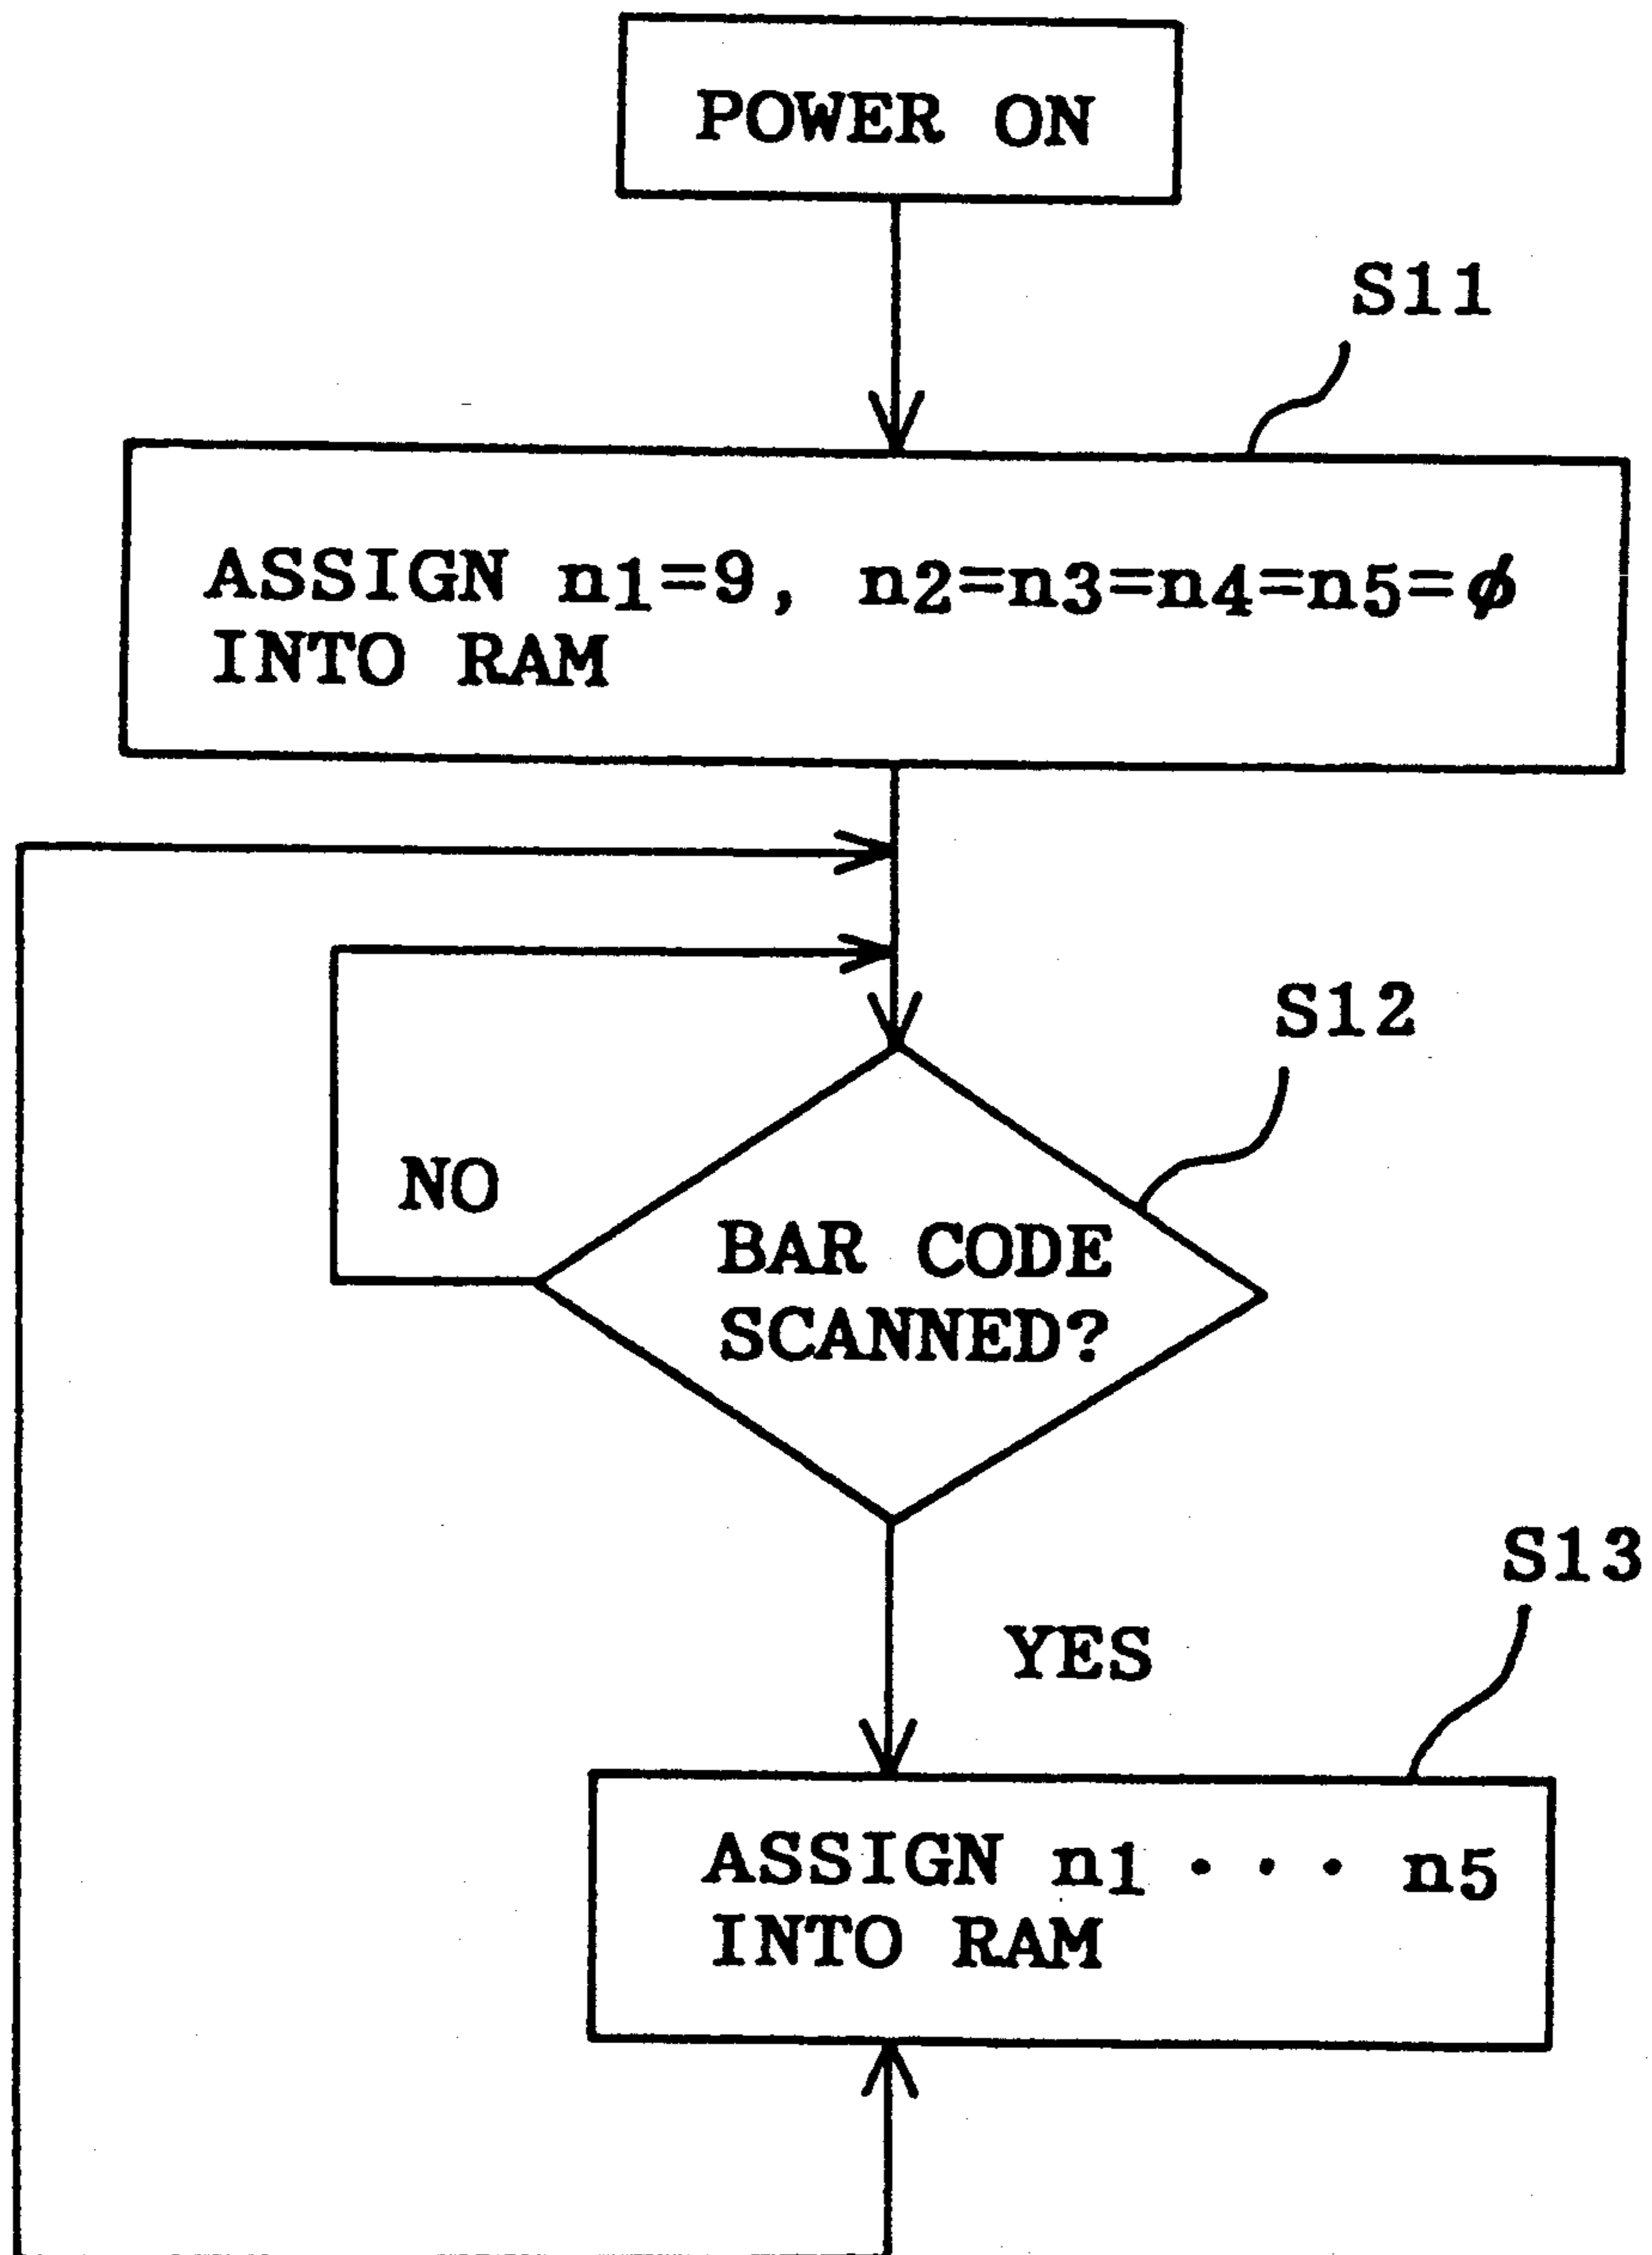 POWER ON
S11
ASSIGN n1=9, n2=n3=n4=n5=ϕ
INTO RAM
S12
NO
BAR CODE
SCANNED?
S13
YES
ASSIGN n1 · · · n5
INTO RAM